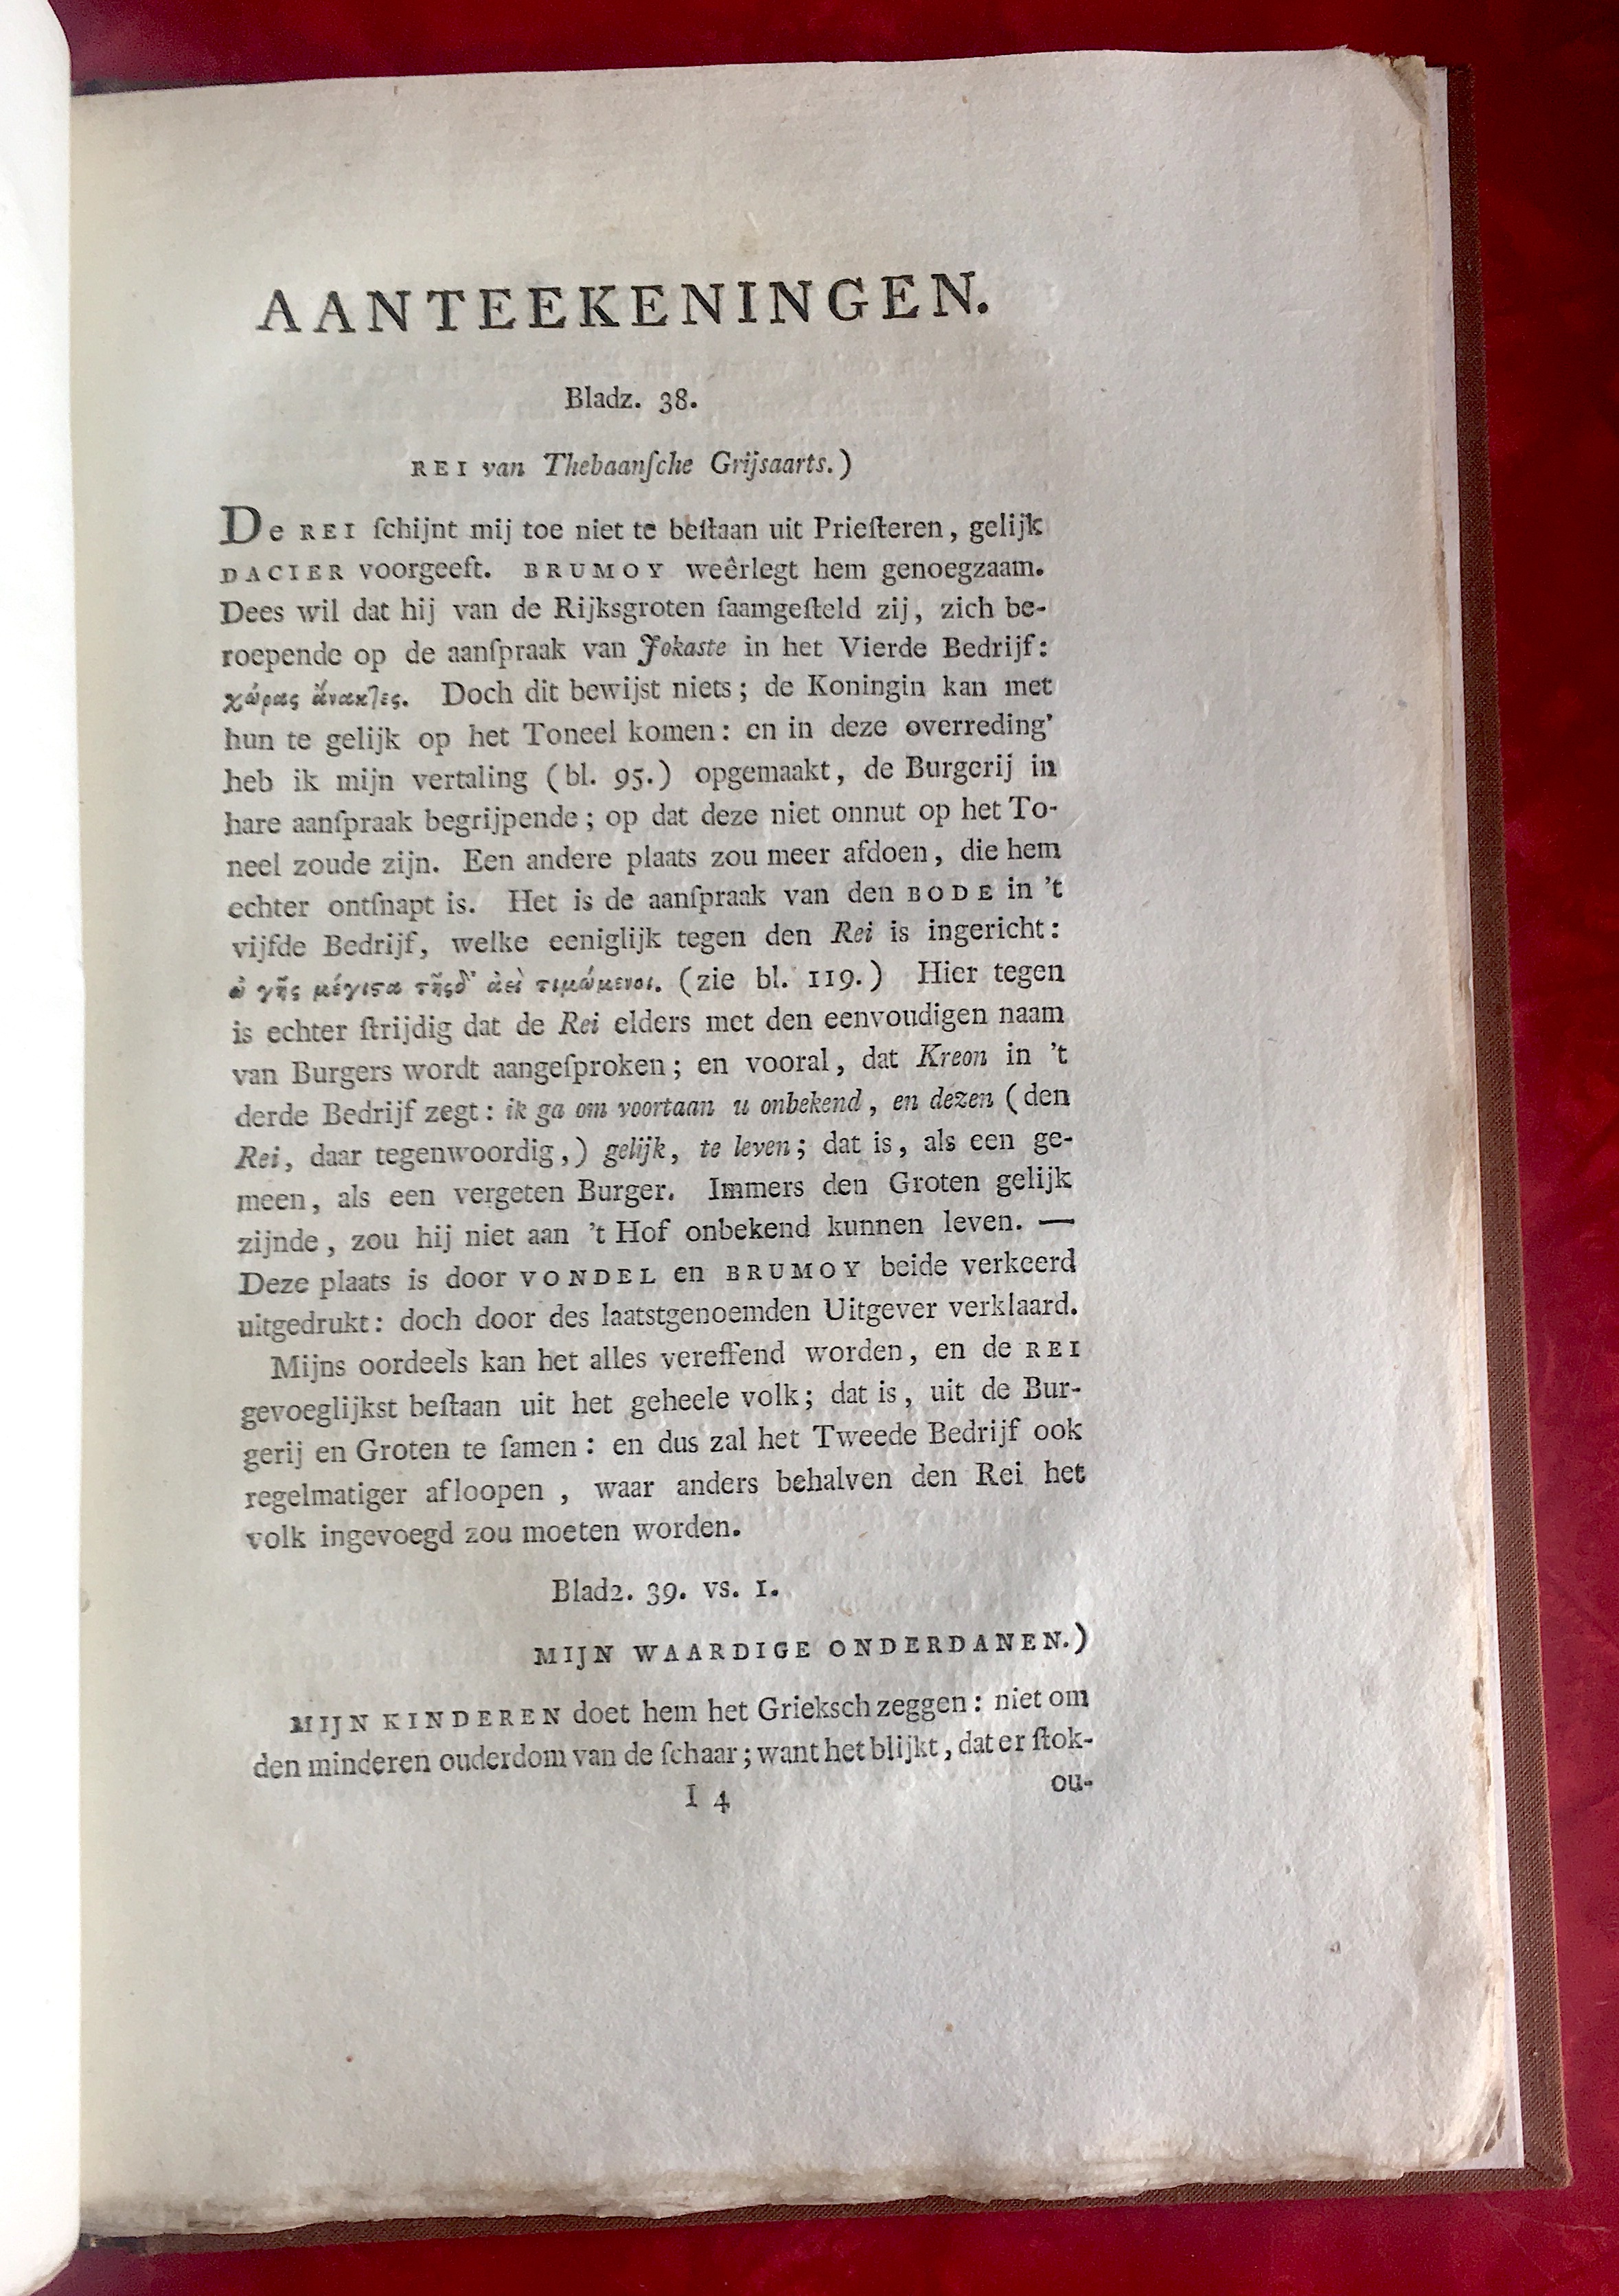 AANTEEKENINGEN.
Bladz. 38.
REI van Thebaanſche Grijsaarts.)
De REI ſchijnt mij toe niet te beſtaan uit Prieſteren, gelijk
DACIER voorgeeft. BRUMOY weêrlegt hem genoegzaam.
Dees wil dat hij van de Rijksgroten ſaamgeſteld zij, zich be-
roepende op de aanſpraak van Jokaste in het Vierde Bedrijf:
χώρας ἄνακτες. Doch dit bewijst niets; de Koningin kan met
hun te gelijk op het Toneel komen: en in deze overreding'
heb ik mijn vertaling (bl. 95.) opgemaakt, de Burgerij in
hare aanſpraak begrijpende; op dat deze niet onnut op het To-
neel zoude zijn. Een andere plaats zou meer afdoen, die hem
echter ontſnapt is. Het is de aanſpraak van den BODE in 't
vijfde Bedrijf, welke eeniglijk tegen den Rei is ingericht:
ὦ γῆς μέγιϛα τῆςδ' ἀεὶ τιμώμενοι. (zie bl. 119.) Hier tegen
is echter ſtrijdig dat de Rei elders met den eenvoudigen naam
van Burgers wordt aangeſproken; en vooral, dat Kreon in 't
derde Bedrijf zegt: ik ga om voortaan u onbekend, en dezen (den
Rei, daar tegenwoordig,) gelijk, te leven; dat is, als een ge-
meen, als een vergeten Burger. Immers den Groten gelijk
zijnde, zou hij niet aan 't Hof onbekend kunnen leven. —
Deze plaats is door VONDEL en BRUMOY beide verkeerd
uitgedrukt: doch door des laatstgenoemden Uitgever verklaard.
Mijns oordeels kan het alles vereffend worden, en de REI
gevoeglijkst beſtaan uit het geheele volk; dat is, uit de Bur-
gerij en Groten te ſamen: en dus zal het Tweede Bedrijf ook
regelmatiger afloopen, waar anders behalven den Rei het
volk ingevoegd zou moeten worden.
Blad2. 39. vs. 1.
MIJN WAARDIGE ONDERDANEN.)
MIJN KINDEREN doet hem het Grieksch zeggen: niet om
den minderen ouderdom van de ſchaar; want het blijkt, dat er ſtok-
I 4 ou-